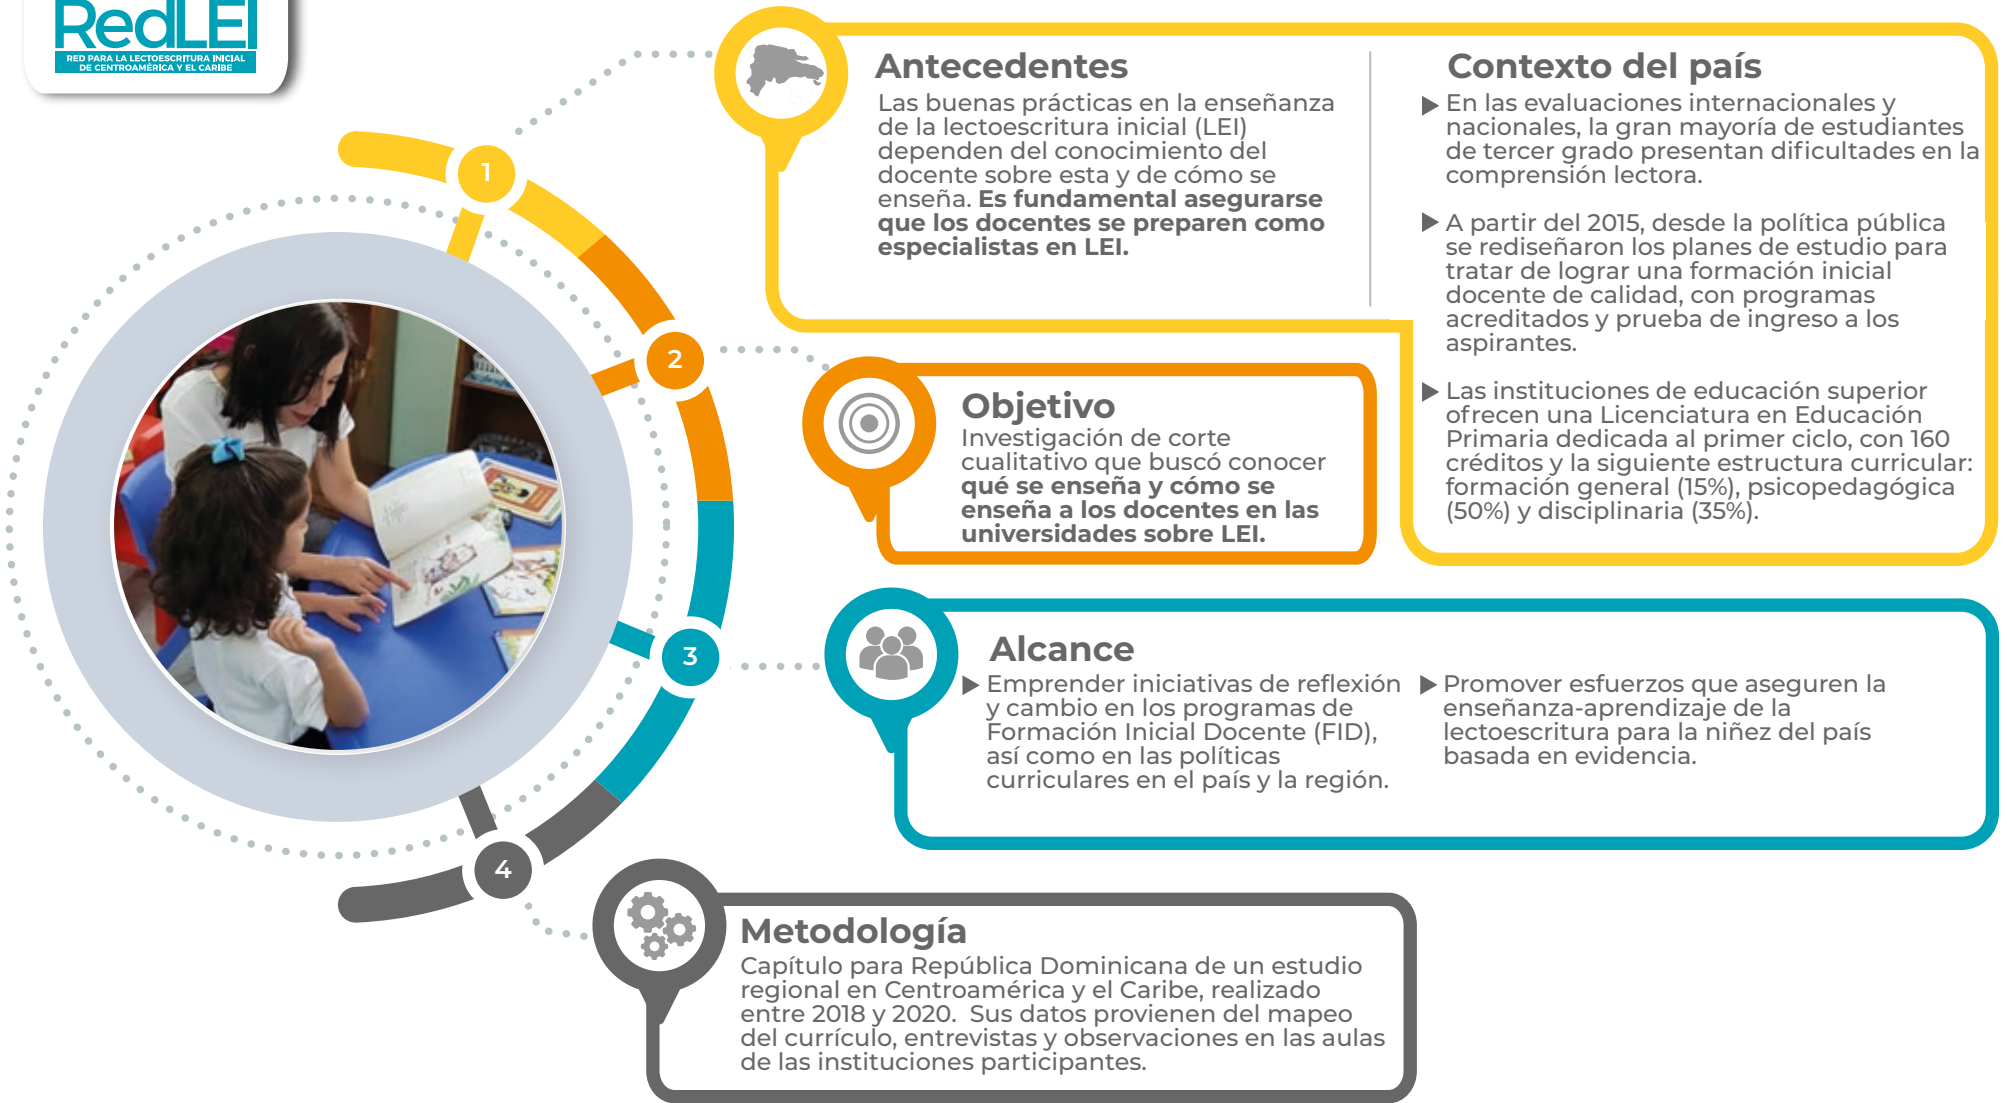 RedLEI
RED PARA LA LECTOESCRITURA INICIAL
DE CENTROAMÉRICA Y EL CARIBE
1
Antecedentes
Las buenas prácticas en la enseñanza
de la lectoescritura inicial (LEI)
dependen del conocimiento del
docente sobre esta y de cómo se
enseña. Es fundamental asegurarse
que los docentes se preparen como
especialistas en LEI.
Contexto del país
En las evaluaciones internacionales y
nacionales, la gran mayoría de estudiantes
de tercer grado presentan dificultades en la
comprensión lectora.
A partir del 2015, desde la política pública
se rediseñaron los planes de estudio para
tratar de lograr una formación inicial
docente de calidad, con programas
acreditados y prueba de ingreso a los
aspirantes.
Las instituciones de educación superior
ofrecen una Licenciatura en Educación
Primaria dedicada al primer ciclo, con 160
créditos y la siguiente estructura curricular:
formación general (15%), psicopedagógica
(50%) y disciplinaria (35%).
2
Objetivo
Investigación de corte
cualitativo que buscó conocer
qué se enseña y cómo se
enseña a los docentes en las
universidades sobre LEI.
3
Alcance
Emprender iniciativas de reflexión
y cambio en los programas de
Formación Inicial Docente (FID),
así como en las políticas
curriculares en el país y la región.
Promover esfuerzos que aseguren la
enseñanza-aprendizaje de la
lectoescritura para la niñez del país
basada en evidencia.
4
Metodología
Capítulo para República Dominicana de un estudio
regional en Centroamérica y el Caribe, realizado
entre 2018 y 2020. Sus datos provienen del mapeo
del currículo, entrevistas y observaciones en las aulas
de las instituciones participantes.